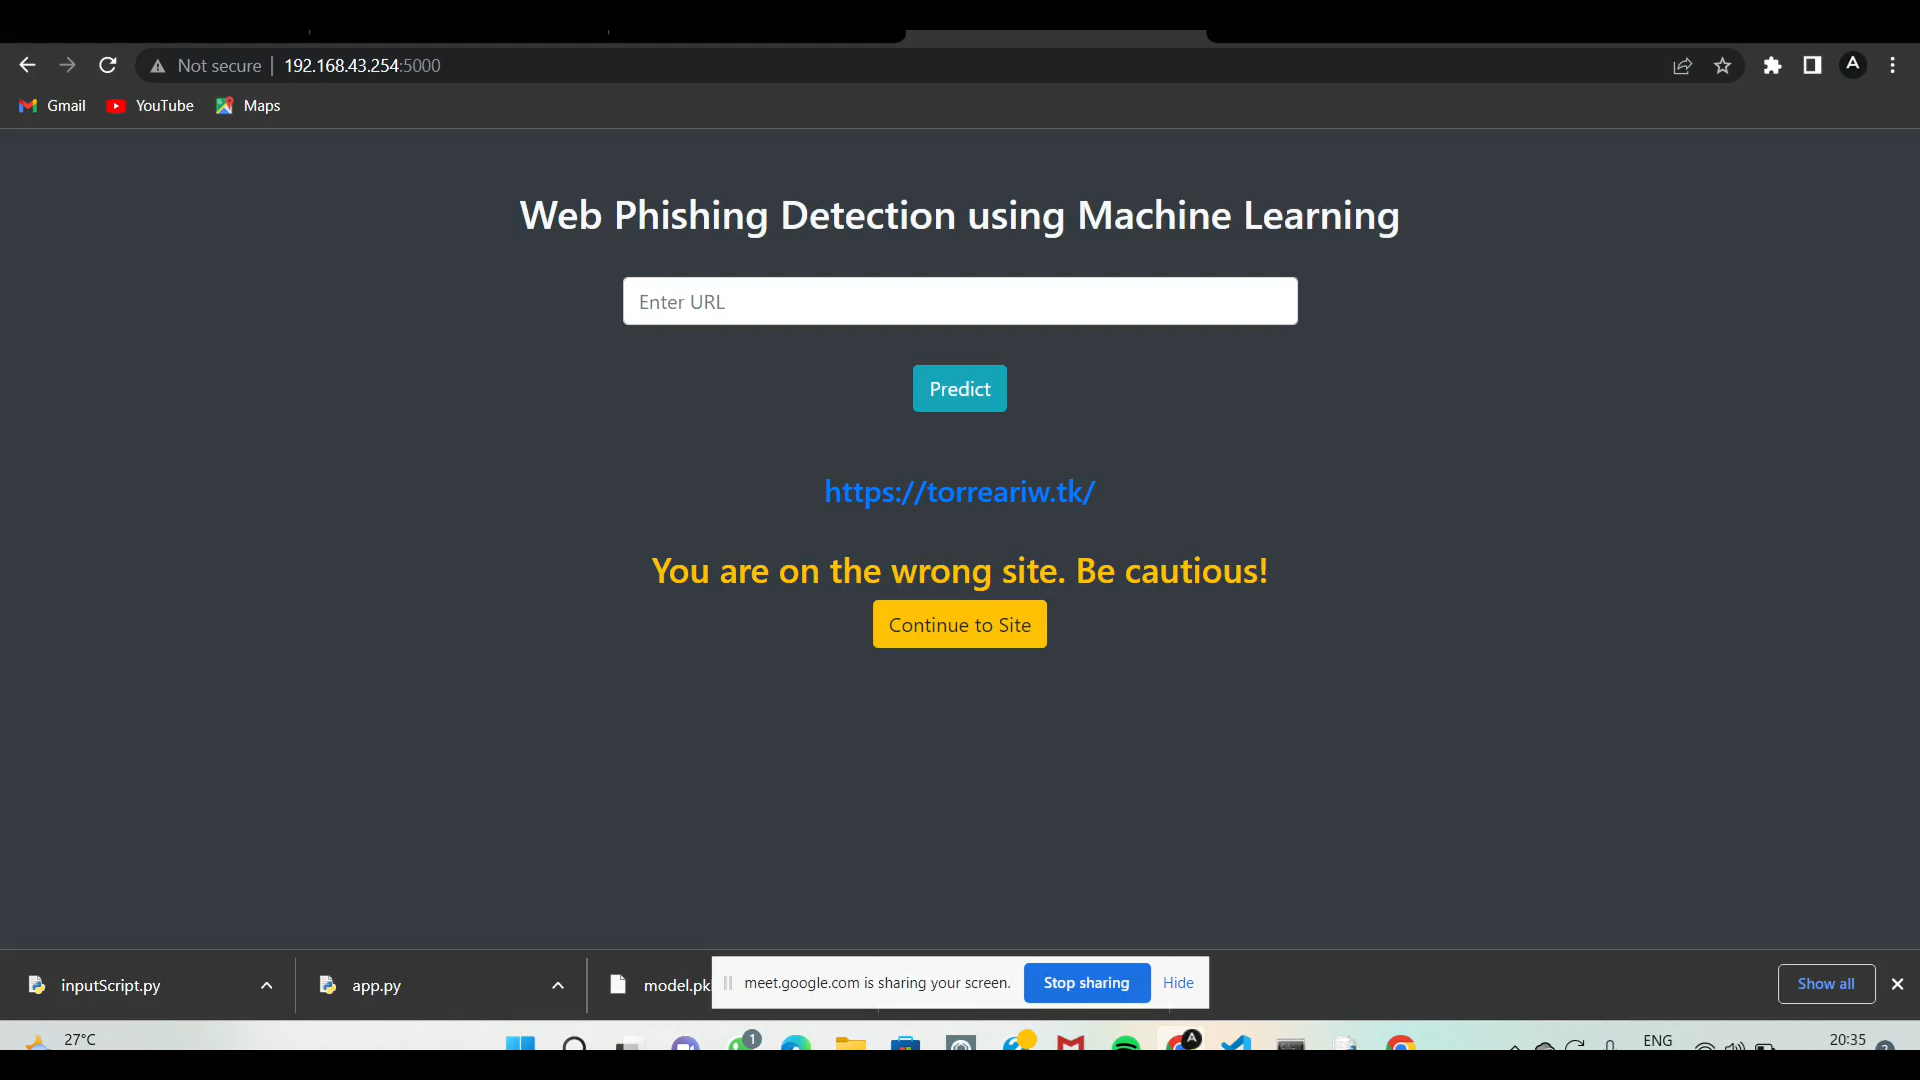 Not secure | 192.168.43.254:5000
A
Gmail YouTube Maps
Web Phishing Detection using Machine Learning
Enter URL
Predict
https://torreariw.tk/
You are on the wrong site. Be cautious!
Continue to Site
inputScript.py app.py model.pk meet.google.com is sharing your screen. Stop sharing Hide Show all
27°C 1 A ENG 20:35 2